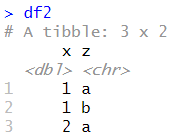 > df2
# A tibble: 3 x 2
x z
<dbl> <chr>
1 1 a
2 1 b
3 2 a